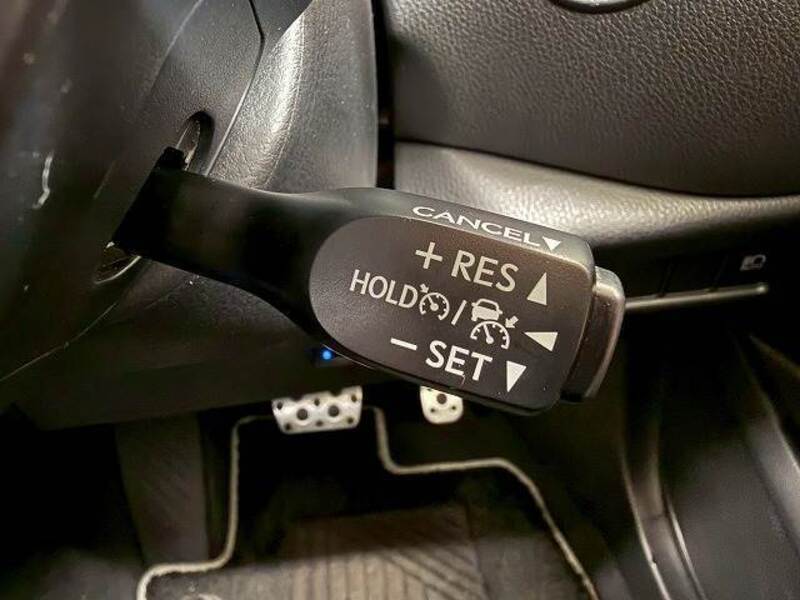 CANCEL▼
+ RES ▲
HOLD / ◀
− SET ▼